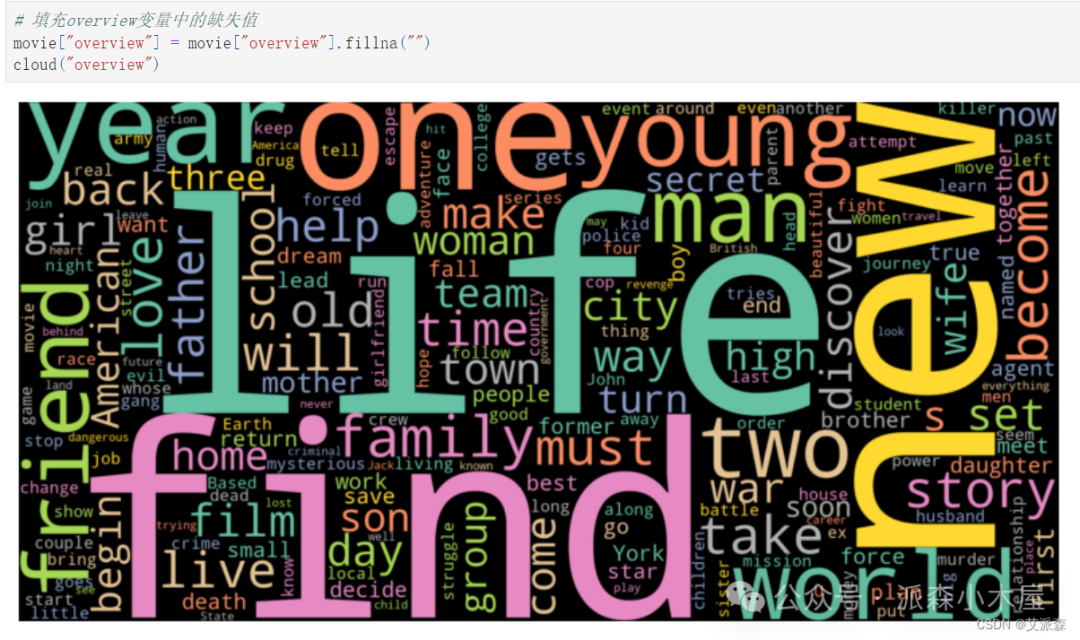 # 填充overview变量中的缺失值
movie["overview"] = movie["overview"].fillna("")
cloud("overview")
year
one
young
new
life
find
man
world
friend
family
two
story
army
action
human
keep
America
drug
tell
escape
hit
college
face
adventure
gets
event
around
even
another
killer
now
attempt
past
move
left
learn
together
become
real
back
three
join
leave
want
girl
heart
night
American
street
love
father
school
help
forced
dream
lead
run
old
will
mother
girlfriend
make
series
woman
fall
team
time
follow
town
hope
people
good
country
government
secret
parent
may
kid
police
four
boy
British
head
beautiful
cop
revenge
city
thing
way
John
turn
tries
end
high
last
discover
fight
women
travel
journey
true
named
wife
look
agent
everything
men
student
brother
s
set
seem
meet
movie
behind
race
future
evil
whose
gang
game
land
stop
dangerous
job
change
show
begin
couple
bring
goes
see
start
little
never
Earth
return
home
crew
criminal
mysterious
Jack
living
known
Based
dead
work
save
lost
film
son
trying
crime
small
well
day
live
local
decide
know
death
State
child
struggle
group
must
former
away
best
long
come
along
go
York
star
play
order
war
battle
take
soon
house
career
ex
mission
children
sister
power
daughter
husband
force
murder
relationship
place
first
plan
put
公众号 · 派森小木屋
CSDN @艾派森